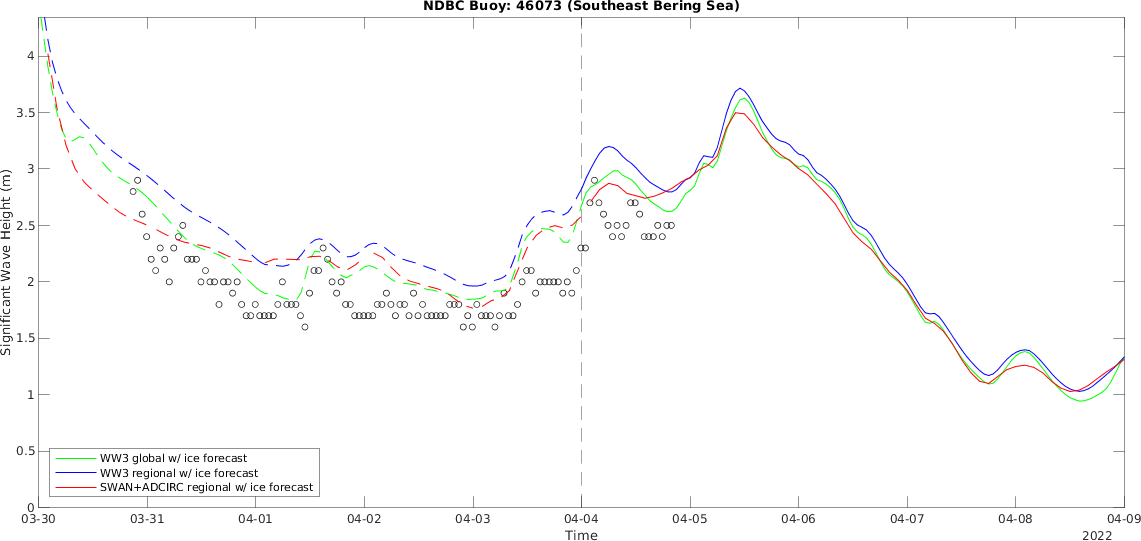 NDBC Buoy: 46073 (Southeast Bering Sea)
Significant Wave Height (m)
4
3.5
3
2.5
2
1.5
1
0.5
0
WW3 global w/ ice forecast
WW3 regional w/ ice forecast
SWAN+ADCIRC regional w/ ice forecast
03-30 03-31 04-01 04-02 04-03 04-04 04-05 04-06 04-07 04-08 04-09
Time
2022